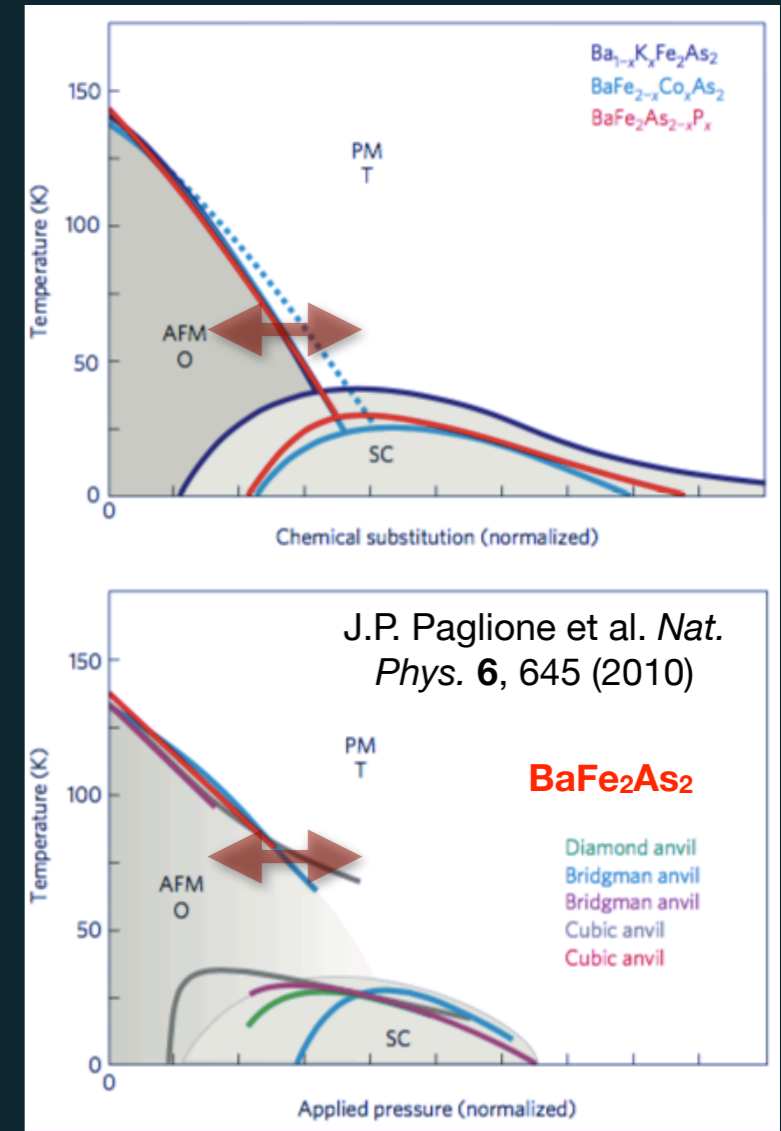 Ba₁₋ₓKₓFe₂As₂
BaFe₂₋ₓCoₓAs₂
BaFe₂As₂₋ₓPₓ
150
100
50
0
0
Temperature (K)
PM
T
AFM
O
SC
Chemical substitution (normalized)
J.P. Paglione et al. Nat.
Phys. 6, 645 (2010)
150
100
50
0
0
Temperature (K)
PM
T
BaFe₂As₂
Diamond anvil
Bridgman anvil
Bridgman anvil
Cubic anvil
Cubic anvil
AFM
O
SC
Applied pressure (normalized)